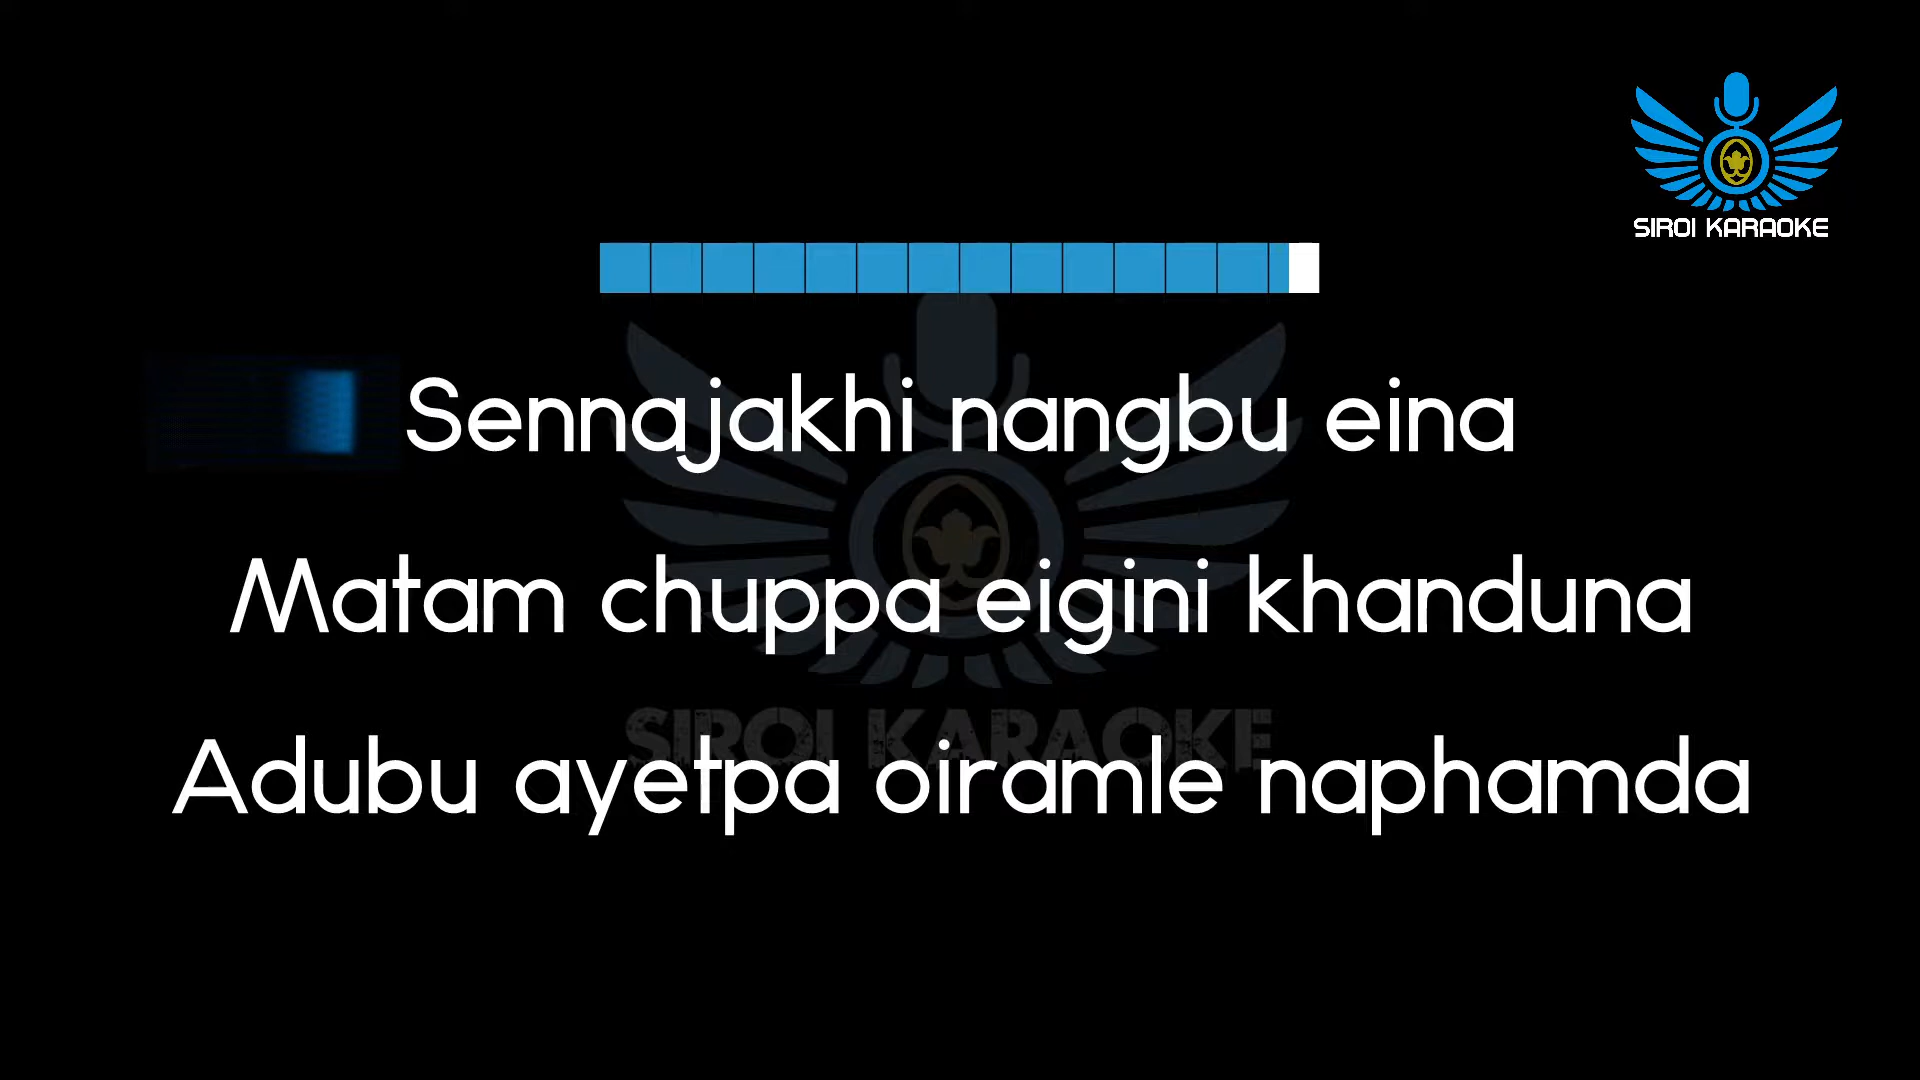 SIROI KARAOKE
Sennajakhi nangbu eina
Matam chuppa eigini khanduna
SIROI KARAOKE
Adubu ayetpa oiramle naphamda